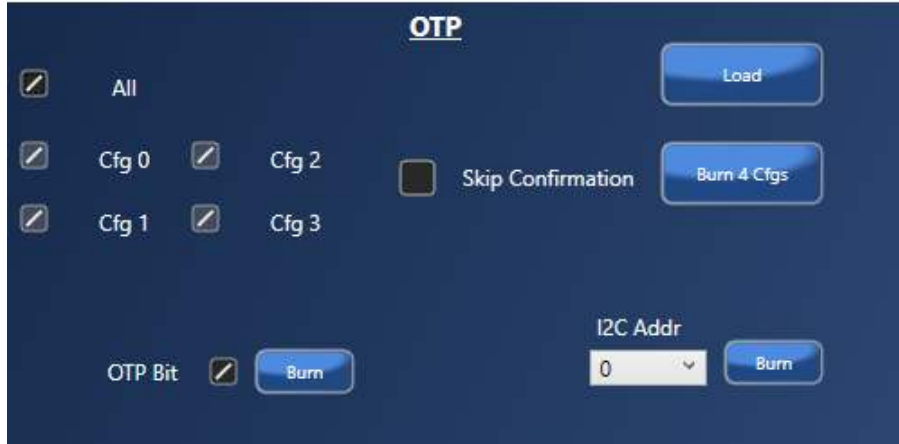 OTP
All
Load
Cfg 0 Cfg 2
Skip Confirmation
Burn 4 Cfgs
Cfg 1 Cfg 3
I2C Addr
OTP Bit Burn
0 Burn